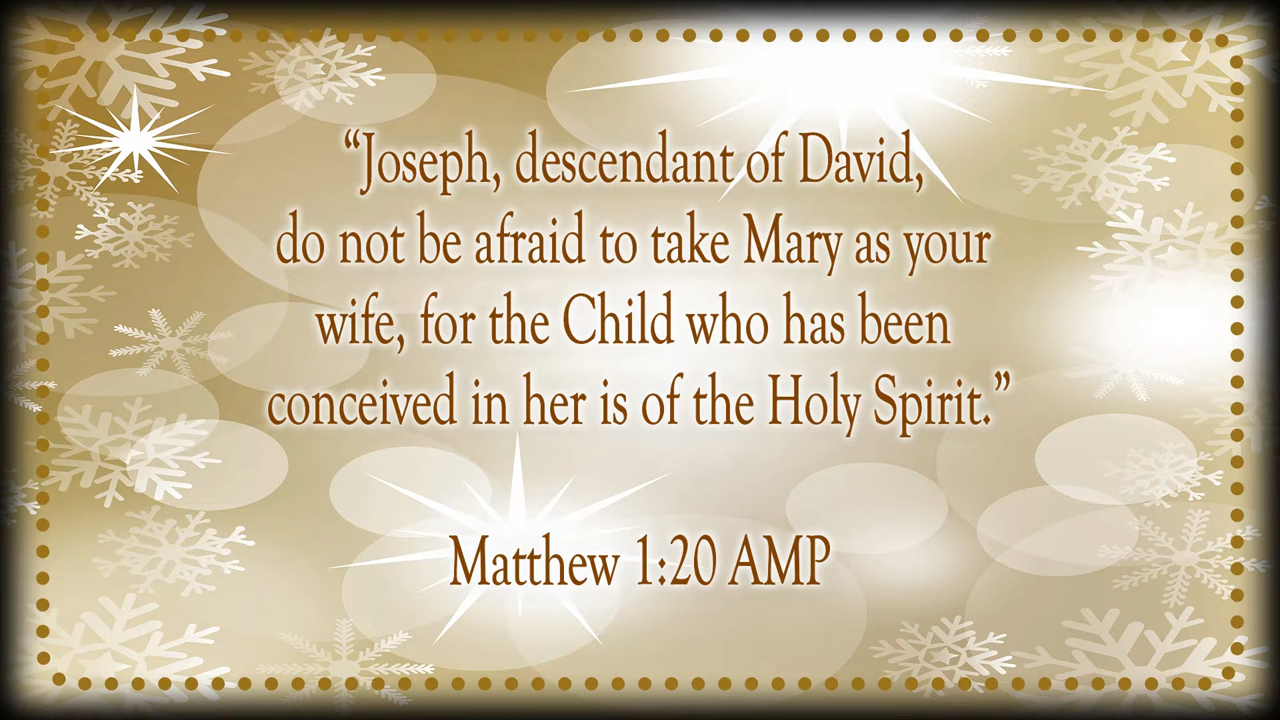 “Joseph, descendant of David,
do not be afraid to take Mary as your
wife, for the Child who has been
conceived in her is of the Holy Spirit.”
Matthew 1:20 AMP